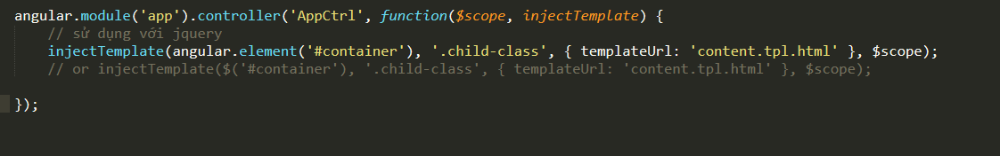 angular.module('app').controller('AppCtrl', function($scope, injectTemplate) {
// sử dụng với jquery
injectTemplate(angular.element('#container'), '.child-class', { templateUrl: 'content.tpl.html' }, $scope);
// or injectTemplate($('#container'), '.child-class', { templateUrl: 'content.tpl.html' }, $scope);
});